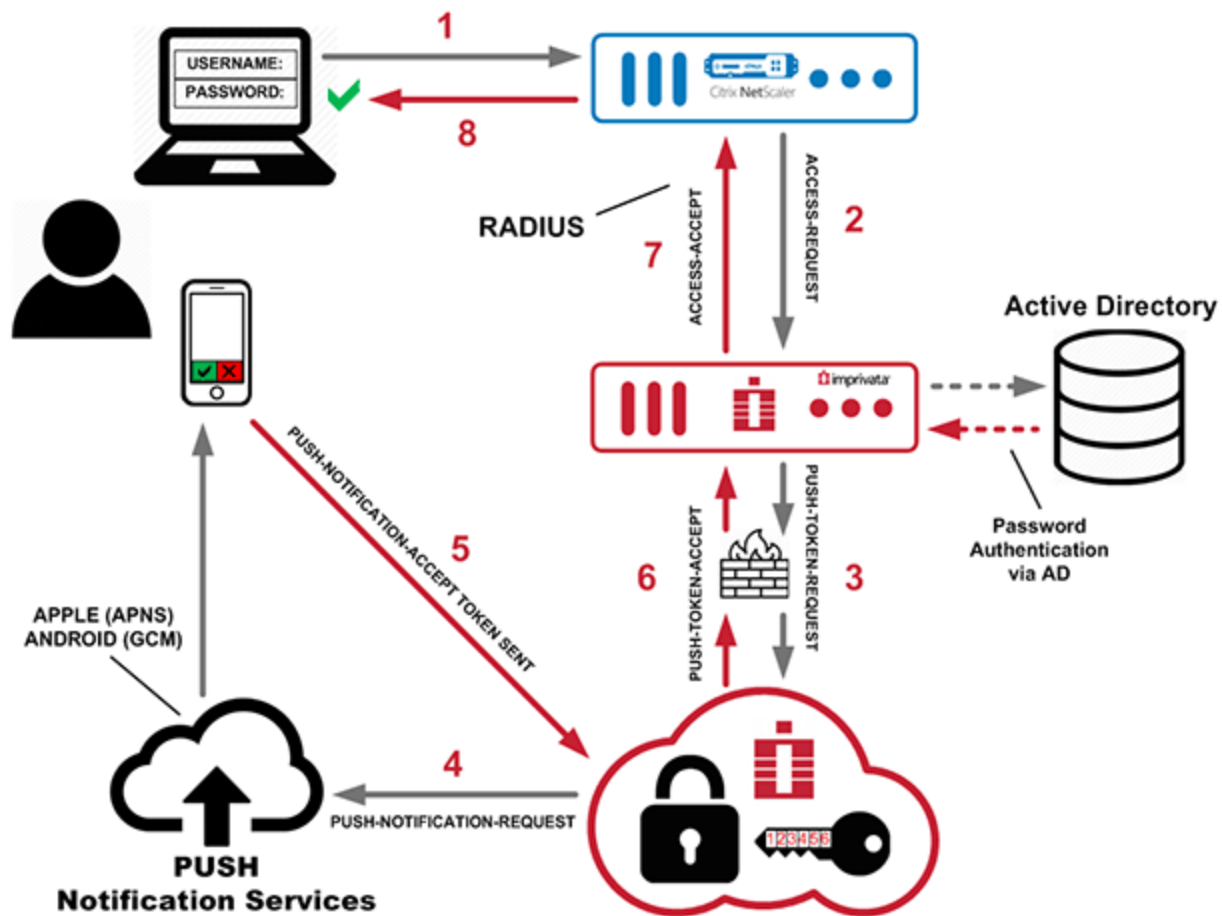 1
USERNAME:
PASSWORD:
Citrix NetScaler
8
ACCESS-REQUEST
2
RADIUS
7
ACCESS-ACCEPT
Active Directory
imprivata
PUSH-NOTIFICATION-ACCEPT TOKEN SENT
5
PUSH-TOKEN-REQUEST
3
6
PUSH-TOKEN-ACCEPT
Password
Authentication
via AD
APPLE (APNS)
ANDROID (GCM)
4
PUSH-NOTIFICATION-REQUEST
123456
PUSH
Notification Services